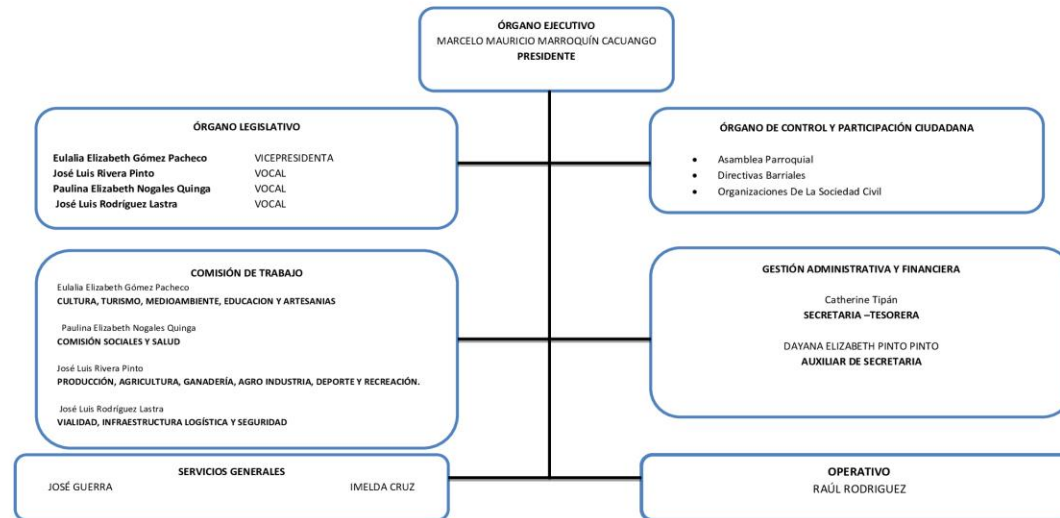 ÓRGANO EJECUTIVO
MARCELO MAURICIO MARROQUÍN CACUANGO
PRESIDENTE
ÓRGANO LEGISLATIVO
Eulalia Elizabeth Gómez Pacheco VICEPRESIDENTA
José Luis Rivera Pinto VOCAL
Paulina Elizabeth Nogales Quinga VOCAL
José Luis Rodríguez Lastra VOCAL
ÓRGANO DE CONTROL Y PARTICIPACIÓN CIUDADANA
• Asamblea Parroquial
• Directivas Barriales
• Organizaciones De La Sociedad Civil
COMISIÓN DE TRABAJO
Eulalia Elizabeth Gómez Pacheco
CULTURA, TURISMO, MEDIOAMBIENTE, EDUCACION Y ARTESANIAS
Paulina Elizabeth Nogales Quinga
COMISIÓN SOCIALES Y SALUD
José Luis Rivera Pinto
PRODUCCIÓN, AGRICULTURA, GANADERÍA, AGRO INDUSTRIA, DEPORTE Y RECREACIÓN.
José Luis Rodríguez Lastra
VIALIDAD, INFRAESTRUCTURA LOGÍSTICA Y SEGURIDAD
GESTIÓN ADMINISTRATIVA Y FINANCIERA
Catherine Tipán
SECRETARIA –TESORERA
DAYANA ELIZABETH PINTO PINTO
AUXILIAR DE SECRETARIA
SERVICIOS GENERALES
JOSÉ GUERRA IMELDA CRUZ
OPERATIVO
RAÚL RODRIGUEZ